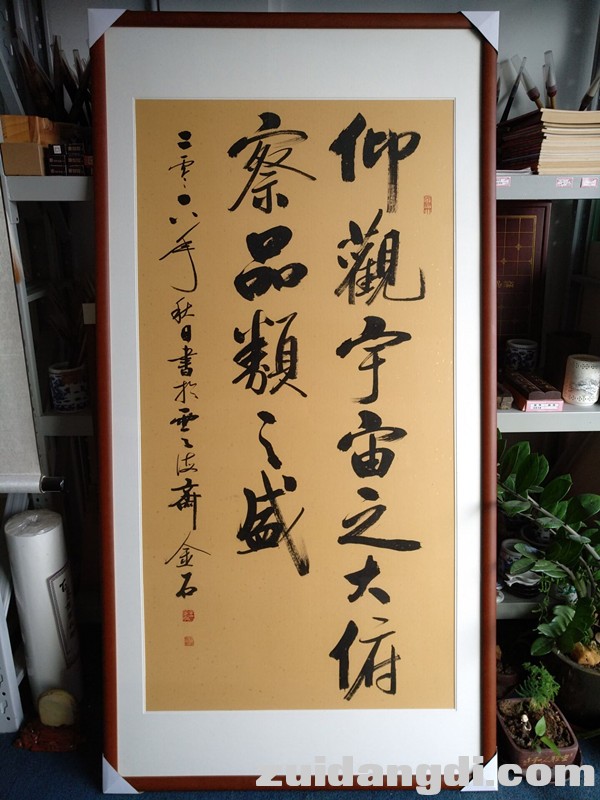 仰觀宇宙之大俯
察品類之盛
二零一八年秋日書於雲海齋 金石
zuidangdi.com